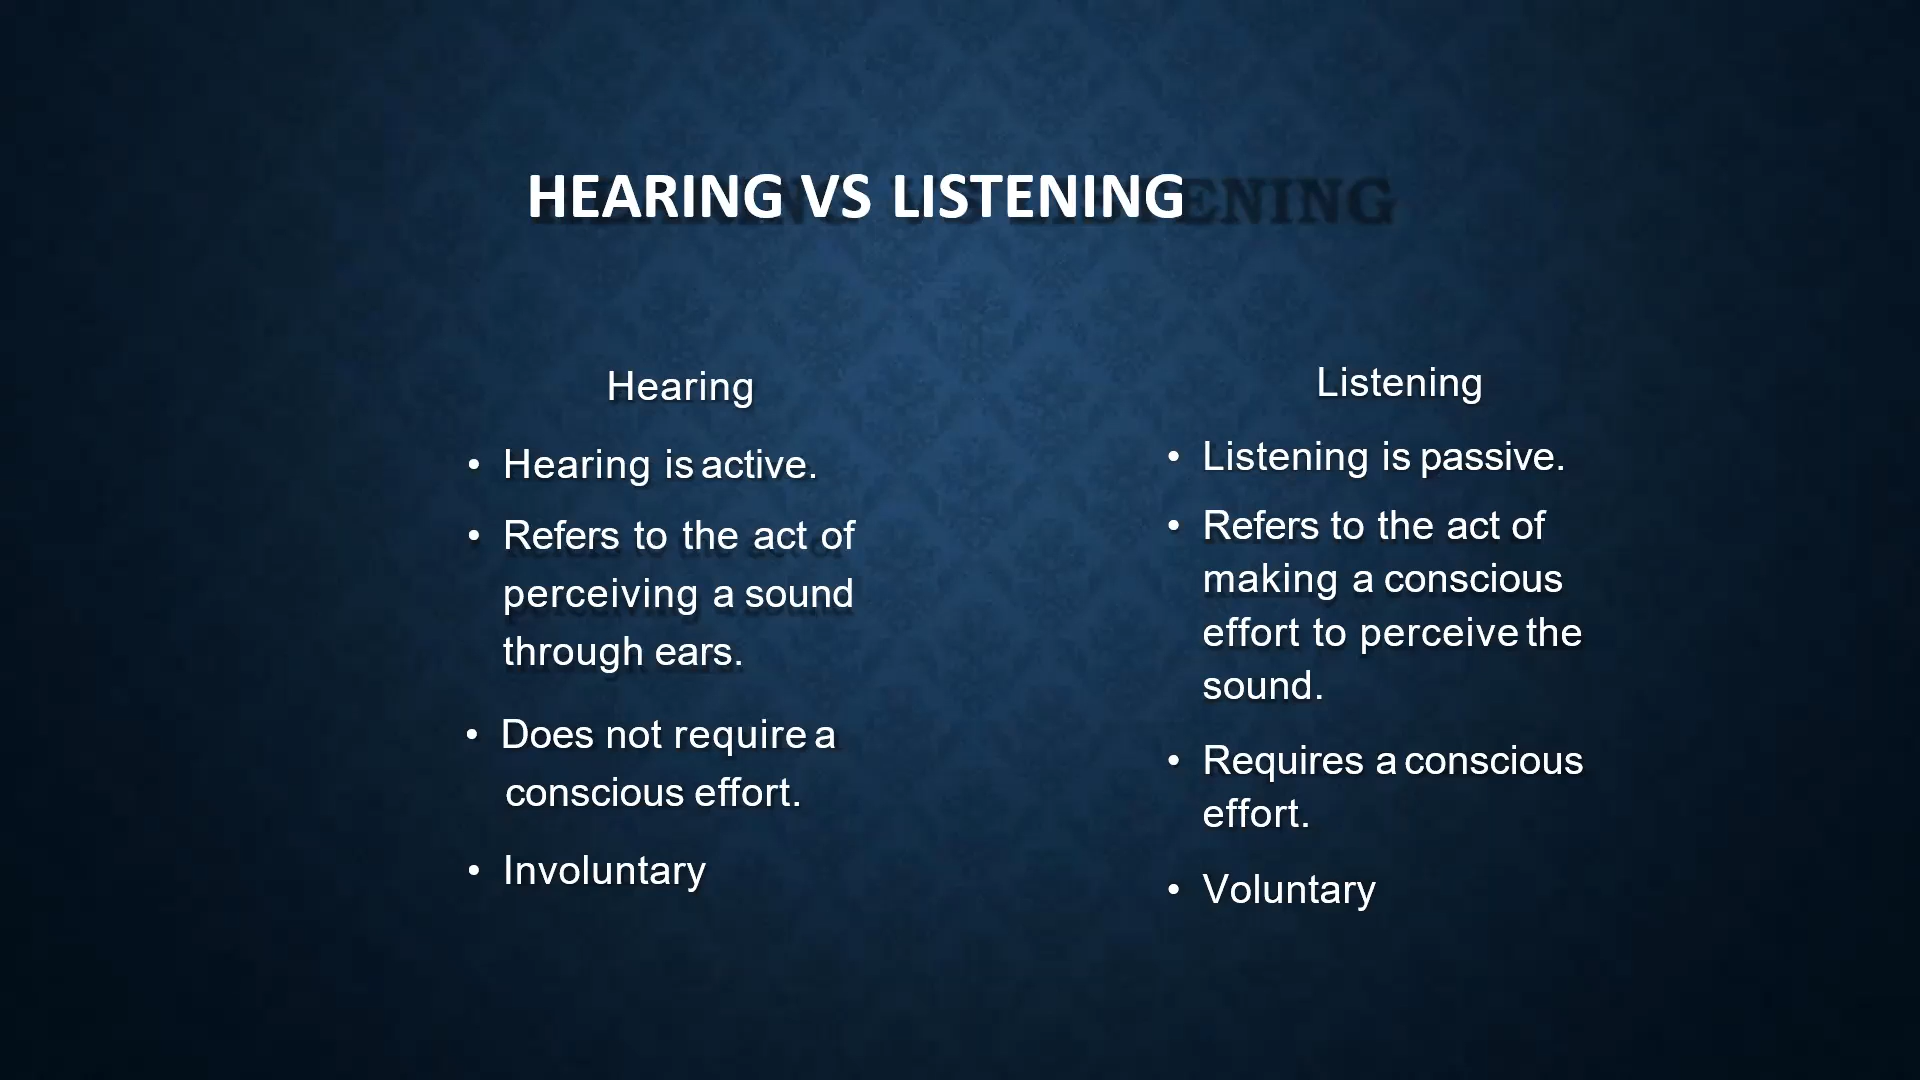 HEARING VS LISTENING
Hearing
• Hearing is active.
• Refers to the act of
perceiving a sound
through ears.
• Does not require a
conscious effort.
• Involuntary
Listening
• Listening is passive.
• Refers to the act of
making a conscious
effort to perceive the
sound.
• Requires a conscious
effort.
• Voluntary